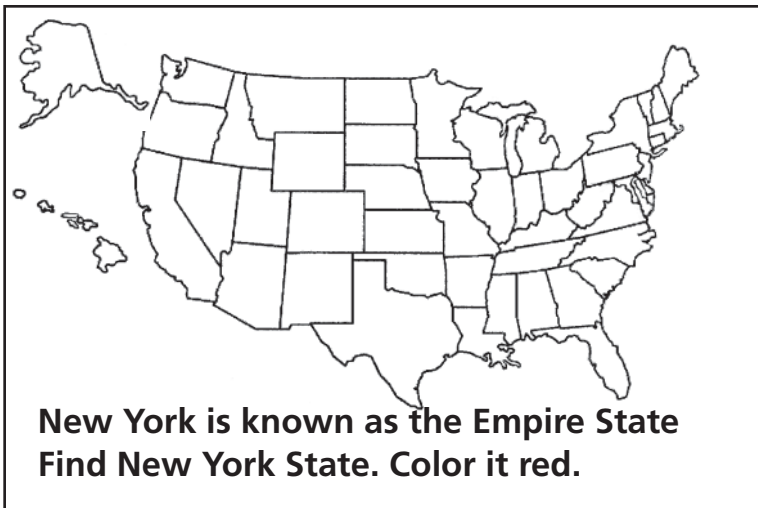 New York is known as the Empire State
Find New York State. Color it red.